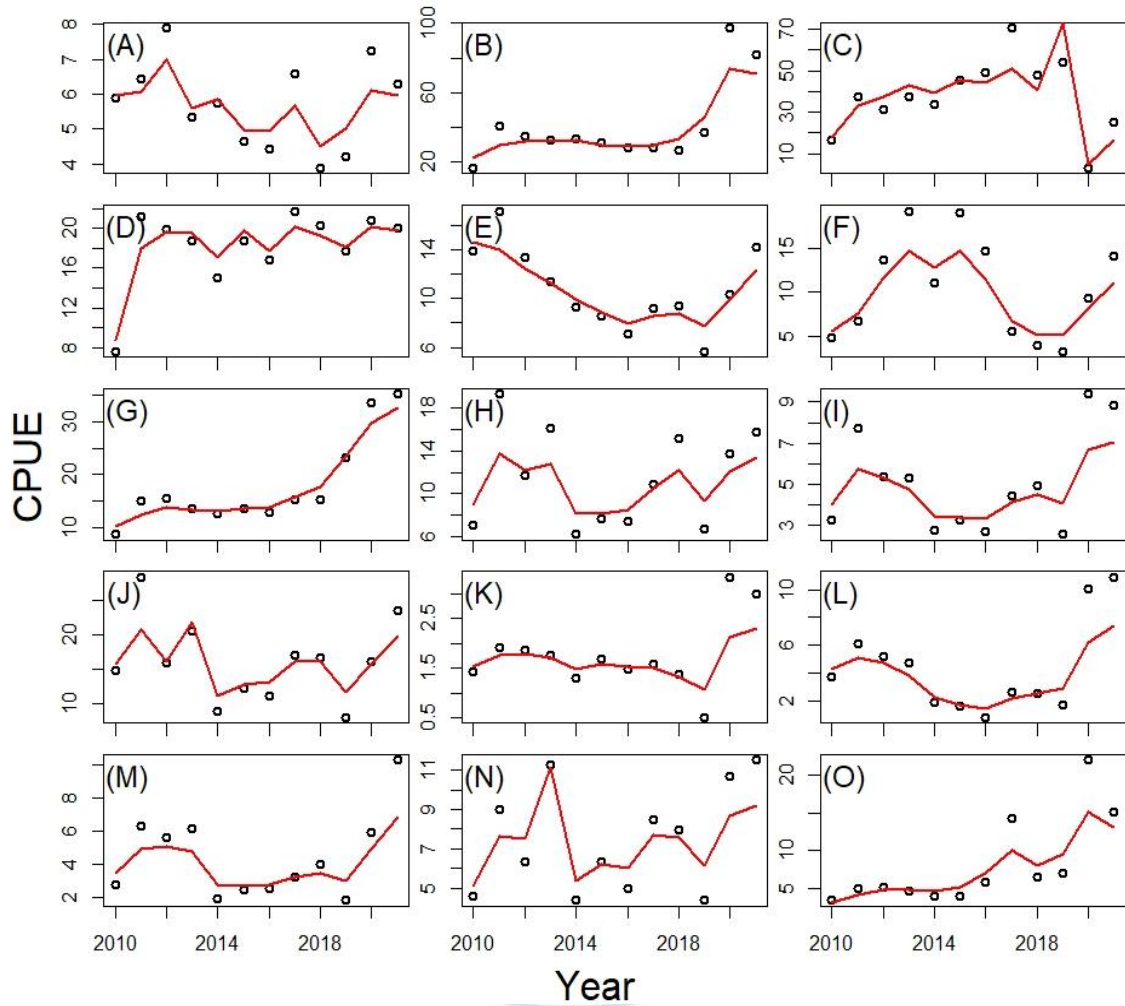 CPUE
(A)
8
7
6
5
4
(B)
100
60
20
(C)
70
50
30
10
(D)
20
16
12
8
(E)
14
10
6
(F)
15
10
5
(G)
30
20
10
(H)
18
14
10
6
(I)
9
7
5
3
(J)
20
10
(K)
2.5
1.5
0.5
(L)
10
6
2
(M)
8
6
4
2
(N)
11
9
7
5
(O)
20
10
5
2010 2014 2018
2010 2014 2018
2010 2014 2018
Year